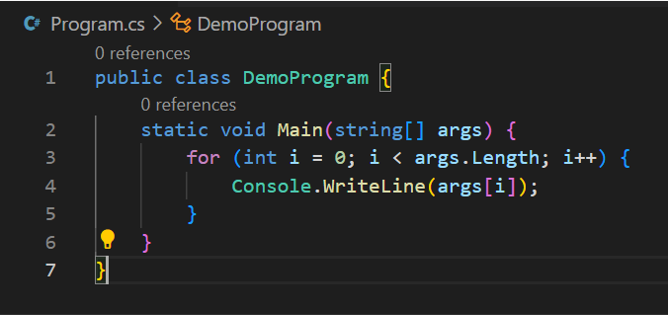 C# Program.cs > DemoProgram
0 references
1 public class DemoProgram {
0 references
2 static void Main(string[] args) {
3 for (int i = 0; i < args.Length; i++) {
4 Console.WriteLine(args[i]);
5 }
6 }
7 }